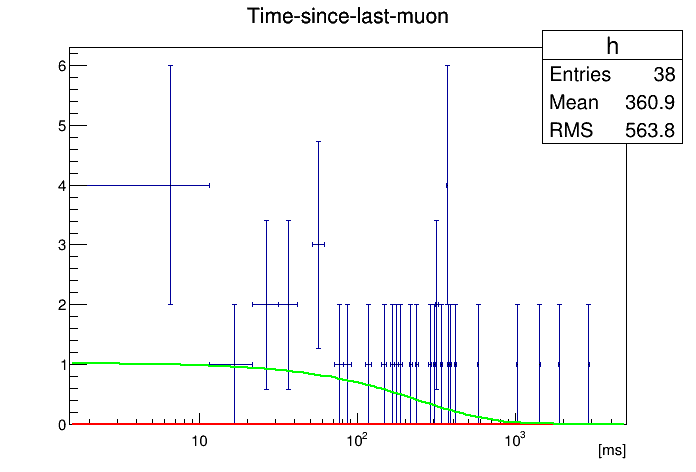 Time-since-last-muon
h
Entries 38
Mean 360.9
RMS 563.8
6
5
4
3
2
1
0
10
10²
10³
[ms]